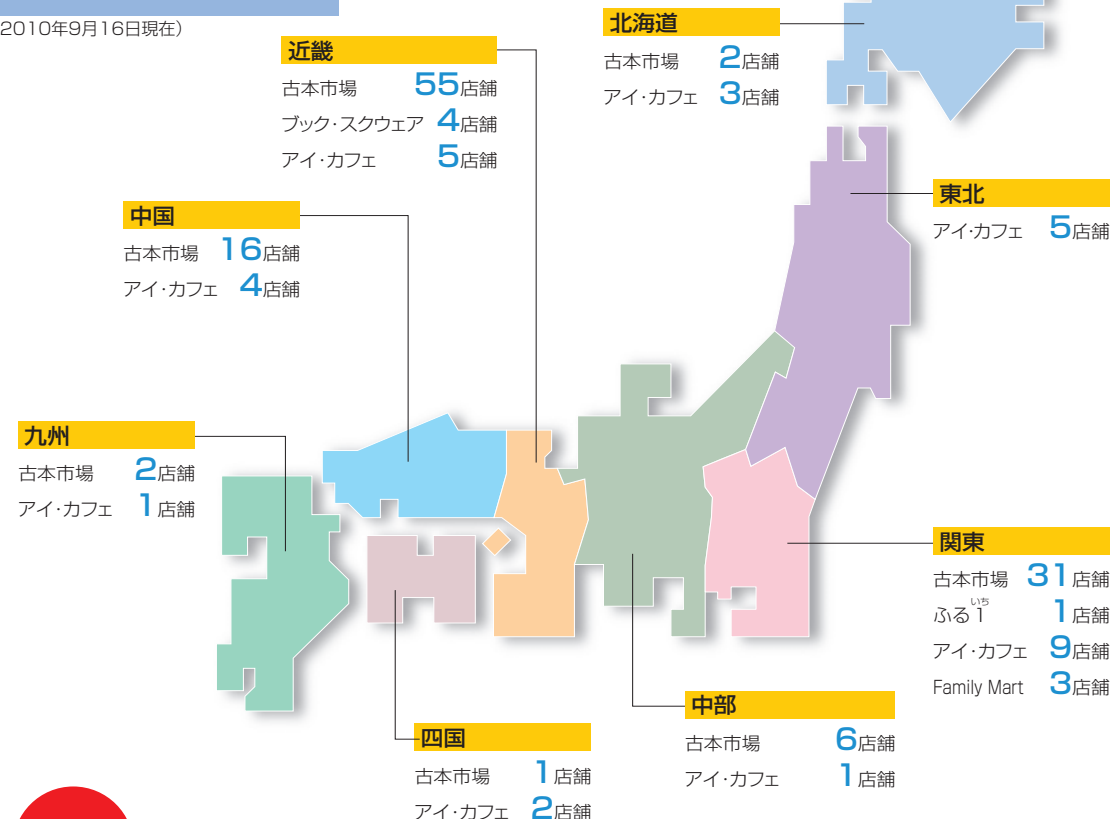 2010年9月16日現在）
北海道
古本市場 2店舗
アイ・カフェ 3店舗
近畿
古本市場 55店舗
ブック・スクウェア 4店舗
アイ・カフェ 5店舗
東北
アイ・カフェ 5店舗
中国
古本市場 16店舗
アイ・カフェ 4店舗
九州
古本市場 2店舗
アイ・カフェ 1店舗
関東
古本市場 31店舗
いち
ふる1 1店舗
アイ・カフェ 9店舗
Family Mart 3店舗
中部
古本市場 6店舗
アイ・カフェ 1店舗
四国
古本市場 1店舗
アイ・カフェ 2店舗